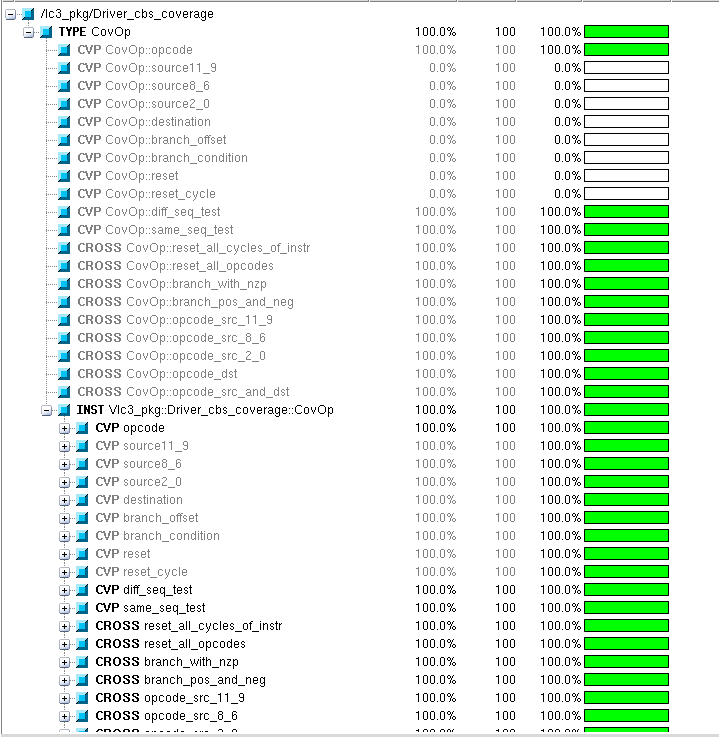 /lc3_pkg/Driver_cbs_coverage
TYPE CovOp 100.0% 100 100.0%
CVP CovOp::opcode 100.0% 100 100.0%
CVP CovOp::source11_9 0.0% 100 0.0%
CVP CovOp::source8_6 0.0% 100 0.0%
CVP CovOp::source2_0 0.0% 100 0.0%
CVP CovOp::destination 0.0% 100 0.0%
CVP CovOp::branch_offset 0.0% 100 0.0%
CVP CovOp::branch_condition 0.0% 100 0.0%
CVP CovOp::reset 0.0% 100 0.0%
CVP CovOp::reset_cycle 0.0% 100 0.0%
CVP CovOp::diff_seq_test 100.0% 100 100.0%
CVP CovOp::same_seq_test 100.0% 100 100.0%
CROSS CovOp::reset_all_cycles_of_instr 100.0% 100 100.0%
CROSS CovOp::reset_all_opcodes 100.0% 100 100.0%
CROSS CovOp::branch_with_nzp 100.0% 100 100.0%
CROSS CovOp::branch_pos_and_neg 100.0% 100 100.0%
CROSS CovOp::opcode_src_11_9 100.0% 100 100.0%
CROSS CovOp::opcode_src_8_6 100.0% 100 100.0%
CROSS CovOp::opcode_src_2_0 100.0% 100 100.0%
CROSS CovOp::opcode_dst 100.0% 100 100.0%
CROSS CovOp::opcode_src_and_dst 100.0% 100 100.0%
INST Vlc3_pkg::Driver_cbs_coverage::CovOp 100.0% 100 100.0%
CVP opcode 100.0% 100 100.0%
CVP source11_9 100.0% 100 100.0%
CVP source8_6 100.0% 100 100.0%
CVP source2_0 100.0% 100 100.0%
CVP destination 100.0% 100 100.0%
CVP branch_offset 100.0% 100 100.0%
CVP branch_condition 100.0% 100 100.0%
CVP reset 100.0% 100 100.0%
CVP reset_cycle 100.0% 100 100.0%
CVP diff_seq_test 100.0% 100 100.0%
CVP same_seq_test 100.0% 100 100.0%
CROSS reset_all_cycles_of_instr 100.0% 100 100.0%
CROSS reset_all_opcodes 100.0% 100 100.0%
CROSS branch_with_nzp 100.0% 100 100.0%
CROSS branch_pos_and_neg 100.0% 100 100.0%
CROSS opcode_src_11_9 100.0% 100 100.0%
CROSS opcode_src_8_6 100.0% 100 100.0%